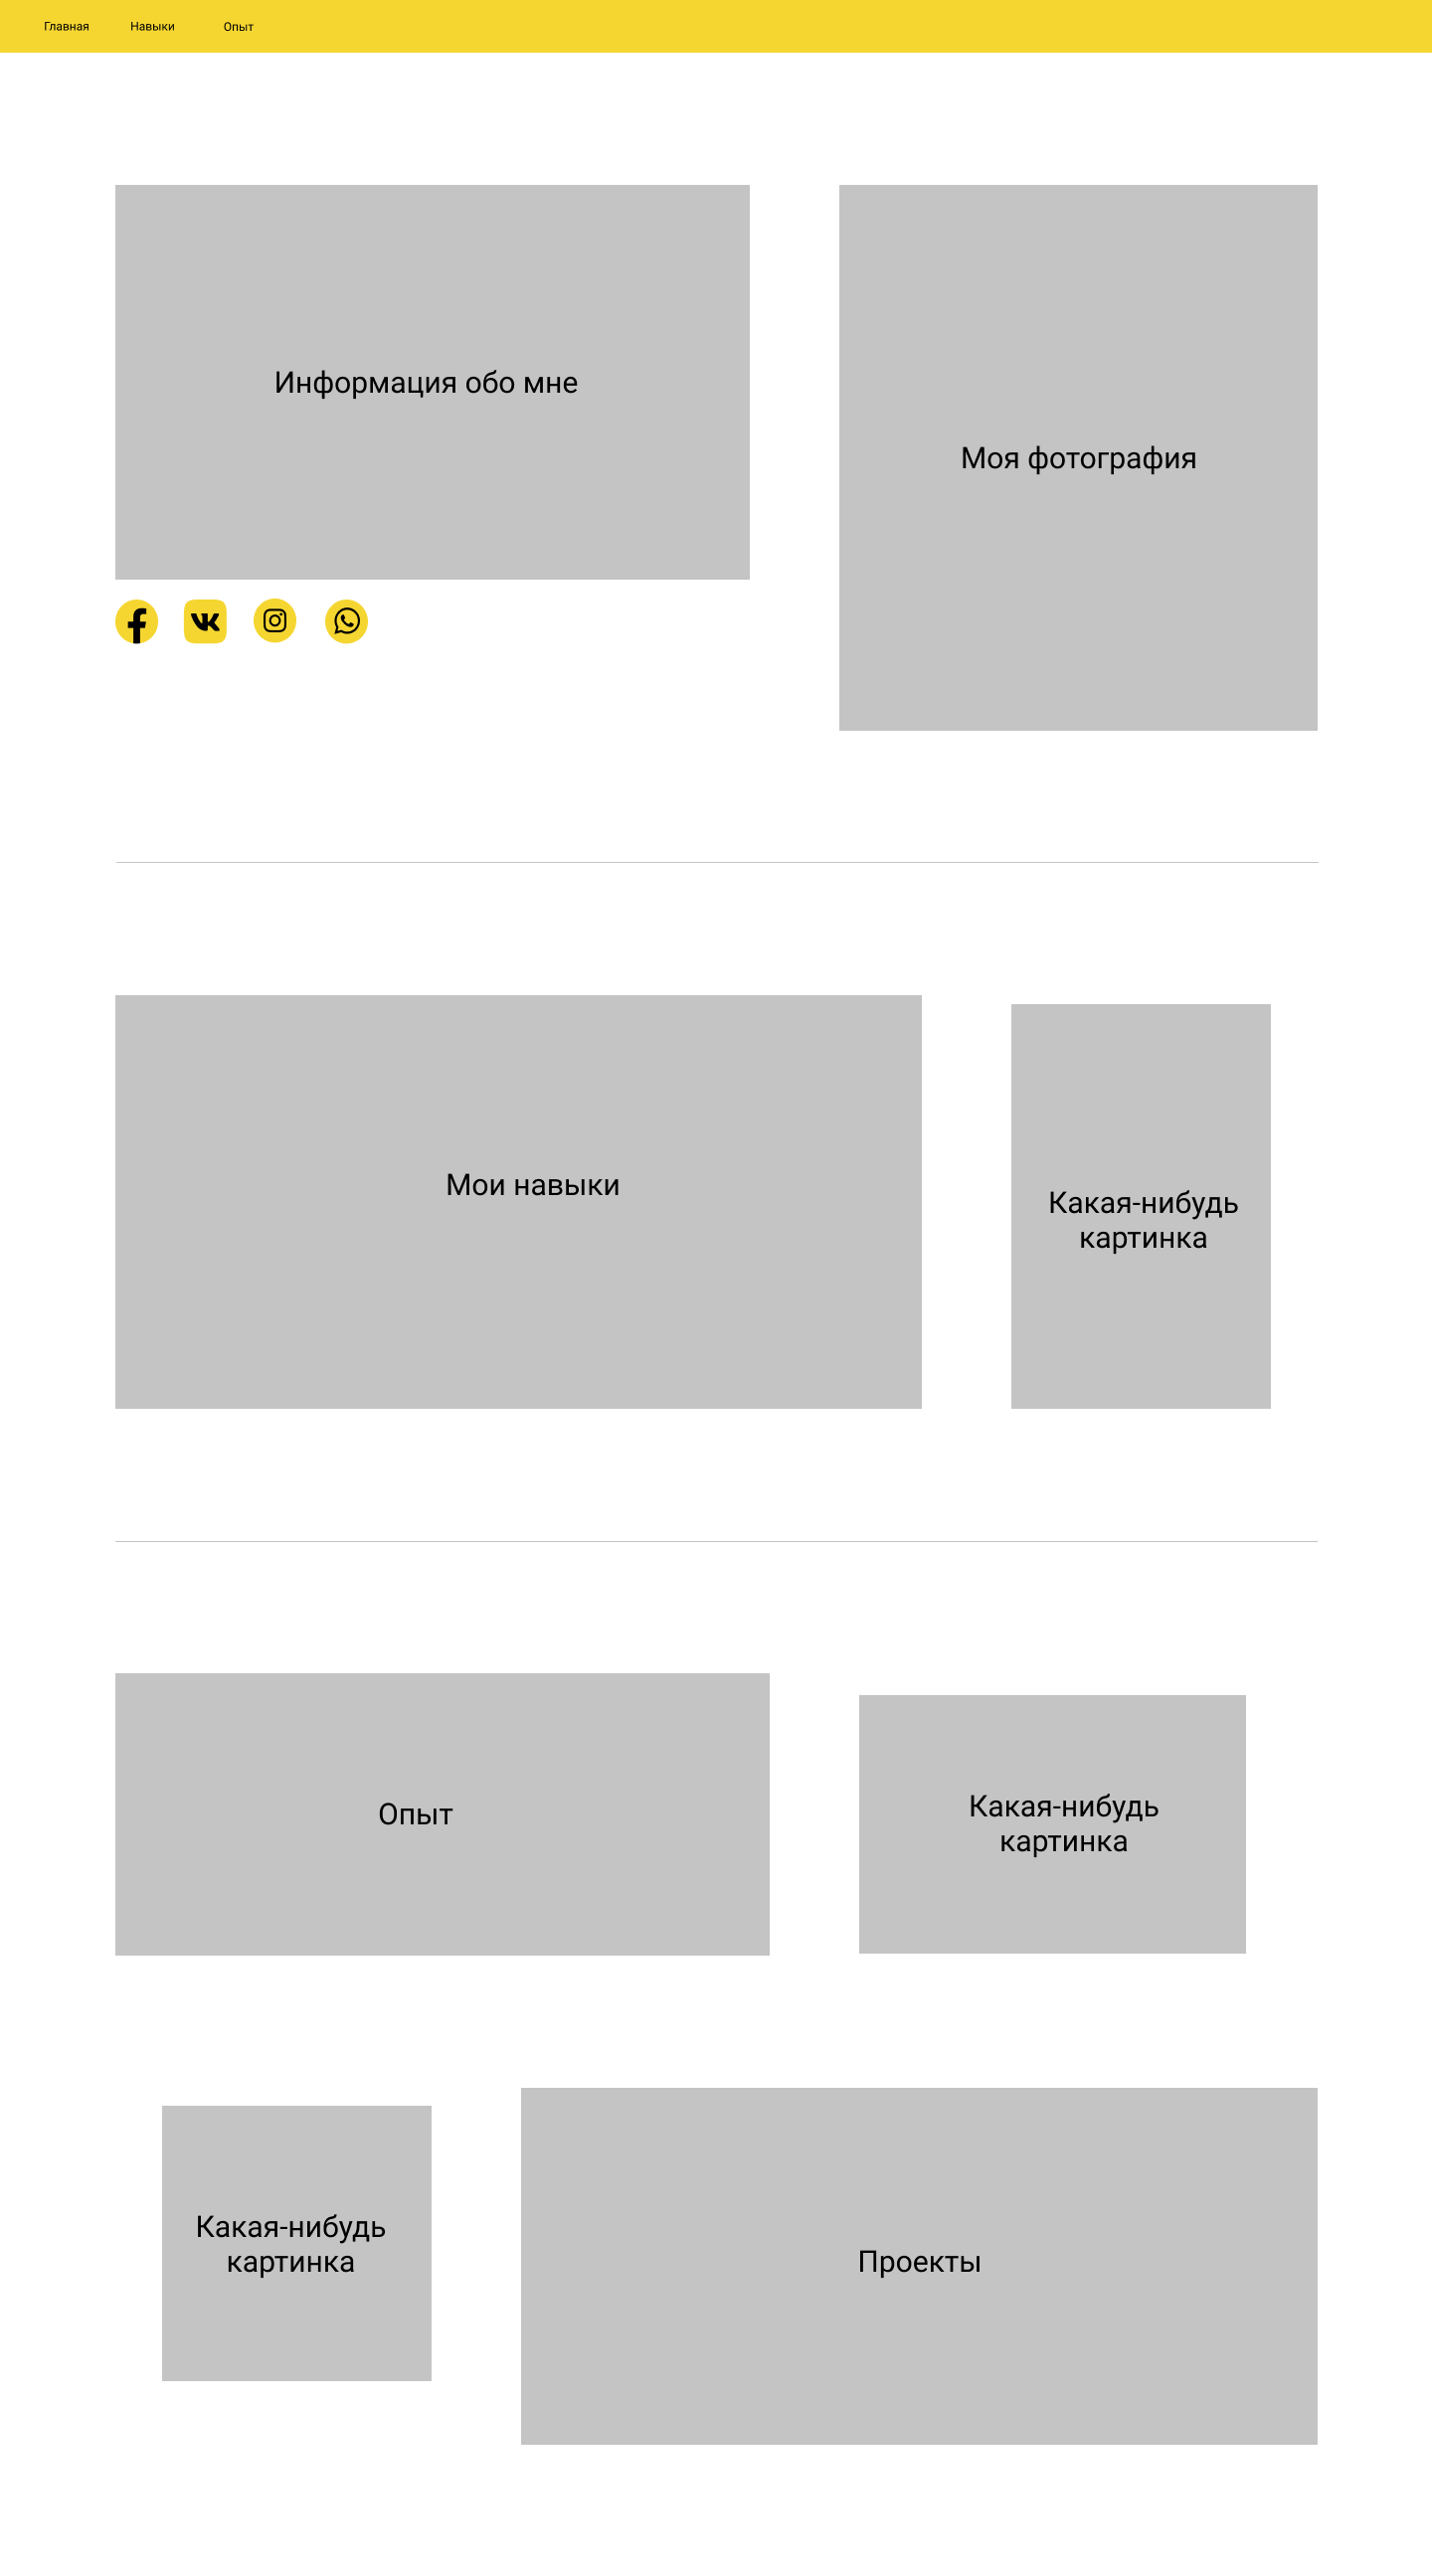 Главная
Навыки
Опыт
Информация обо мне
Моя фотография
Мои навыки
Какая-нибудь
картинка
Опыт
Какая-нибудь
картинка
Какая-нибудь
картинка
Проекты